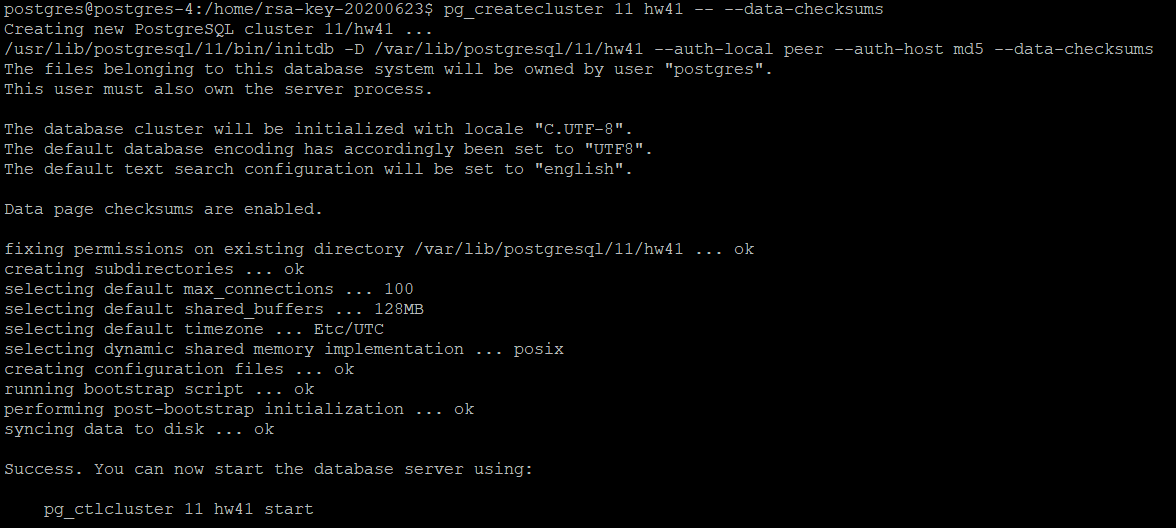 postgres@postgres-4:/home/rsa-key-20200623$ pg_createcluster 11 hw41 -- --data-checksums
Creating new PostgreSQL cluster 11/hw41 ...
/usr/lib/postgresql/11/bin/initdb -D /var/lib/postgresql/11/hw41 --auth-local peer --auth-host md5 --data-checksums
The files belonging to this database system will be owned by user "postgres".
This user must also own the server process.

The database cluster will be initialized with locale "C.UTF-8".
The default database encoding has accordingly been set to "UTF8".
The default text search configuration will be set to "english".

Data page checksums are enabled.

fixing permissions on existing directory /var/lib/postgresql/11/hw41 ... ok
creating subdirectories ... ok
selecting default max_connections ... 100
selecting default shared_buffers ... 128MB
selecting default timezone ... Etc/UTC
selecting dynamic shared memory implementation ... posix
creating configuration files ... ok
running bootstrap script ... ok
performing post-bootstrap initialization ... ok
syncing data to disk ... ok

Success. You can now start the database server using:

    pg_ctlcluster 11 hw41 start